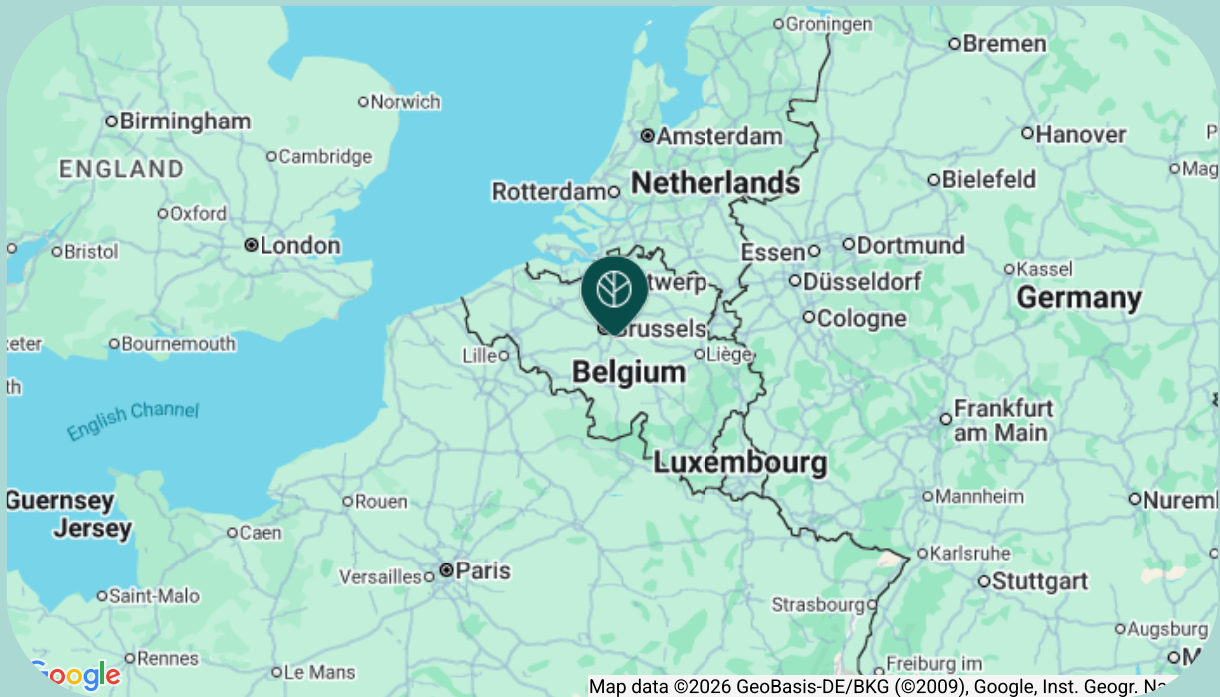 Groningen
Bremen
Norwich
Birmingham
Amsterdam
Hanover
Cambridge
ENGLAND
Netherlands
Rotterdam
Bielefeld
Oxford
London
Bristol
Essen
Dortmund
Kassel
Düsseldorf
Germany
Cologne
Brussels
Bournemouth
Lille
Liège
Belgium
English Channel
Frankfurt
am Main
Luxembourg
Guernsey
Jersey
Rouen
Mannheim
Caen
Karlsruhe
Versailles
Paris
Stuttgart
Saint-Malo
Strasbourg
Augsburg
Rennes
Le Mans
Freiburg im
Google
Map data ©2026 GeoBasis-DE/BKG (©2009), Google, Inst. Geogr.